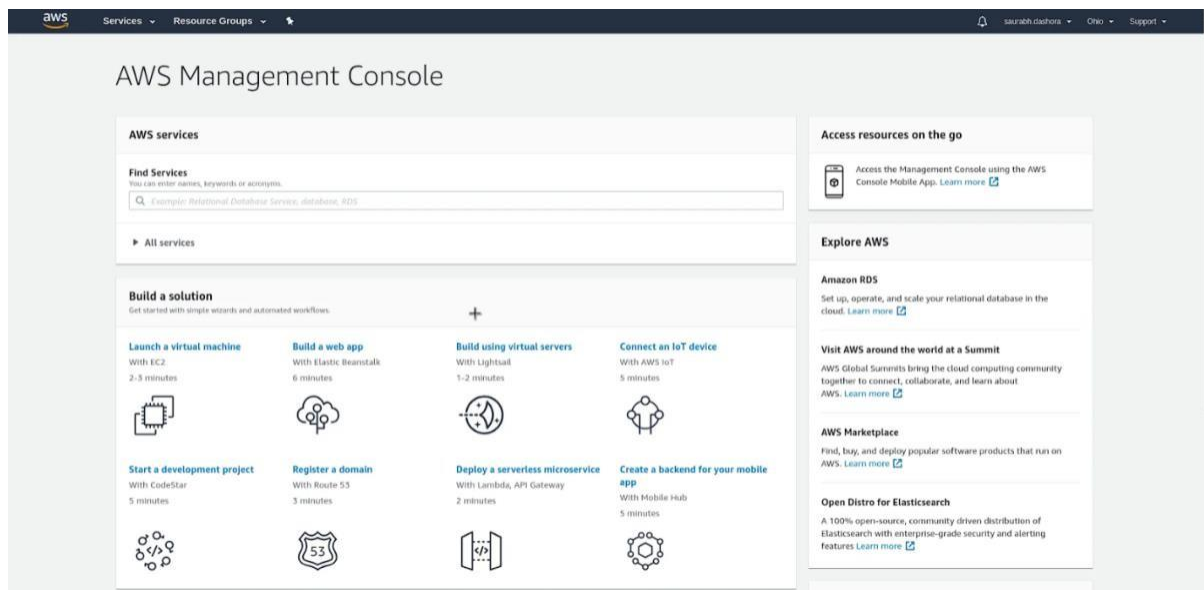 aws
Services
Resource Groups
saurabh.dashora
Ohio
Support
AWS Management Console
AWS services
Find Services
You can enter names, keywords or acronyms.
Example: Relational Database Service, database, RDS
All services
Build a solution
Get started with simple wizards and automated workflows.
Launch a virtual machine
With EC2
2-3 minutes
Build a web app
With Elastic Beanstalk
6 minutes
Build using virtual servers
With Lightsail
1-2 minutes
Connect an IoT device
With AWS IoT
5 minutes
Start a development project
With CodeStar
5 minutes
Register a domain
With Route 53
3 minutes
53
Deploy a serverless microservice
With Lambda, API Gateway
2 minutes
</>
Create a backend for your mobile
app
With Mobile Hub
5 minutes
</>
Access resources on the go
Access the Management Console using the AWS
Console Mobile App. Learn more
Explore AWS
Amazon RDS
Set up, operate, and scale your relational database in the
cloud. Learn more
Visit AWS around the world at a Summit
AWS Global Summits bring the cloud computing community
together to connect, collaborate, and learn about
AWS. Learn more
AWS Marketplace
Find, buy, and deploy popular software products that run on
AWS. Learn more
Open Distro for Elasticsearch
A 100% open-source, community driven distribution of
Elasticsearch with enterprise-grade security and alerting
features Learn more